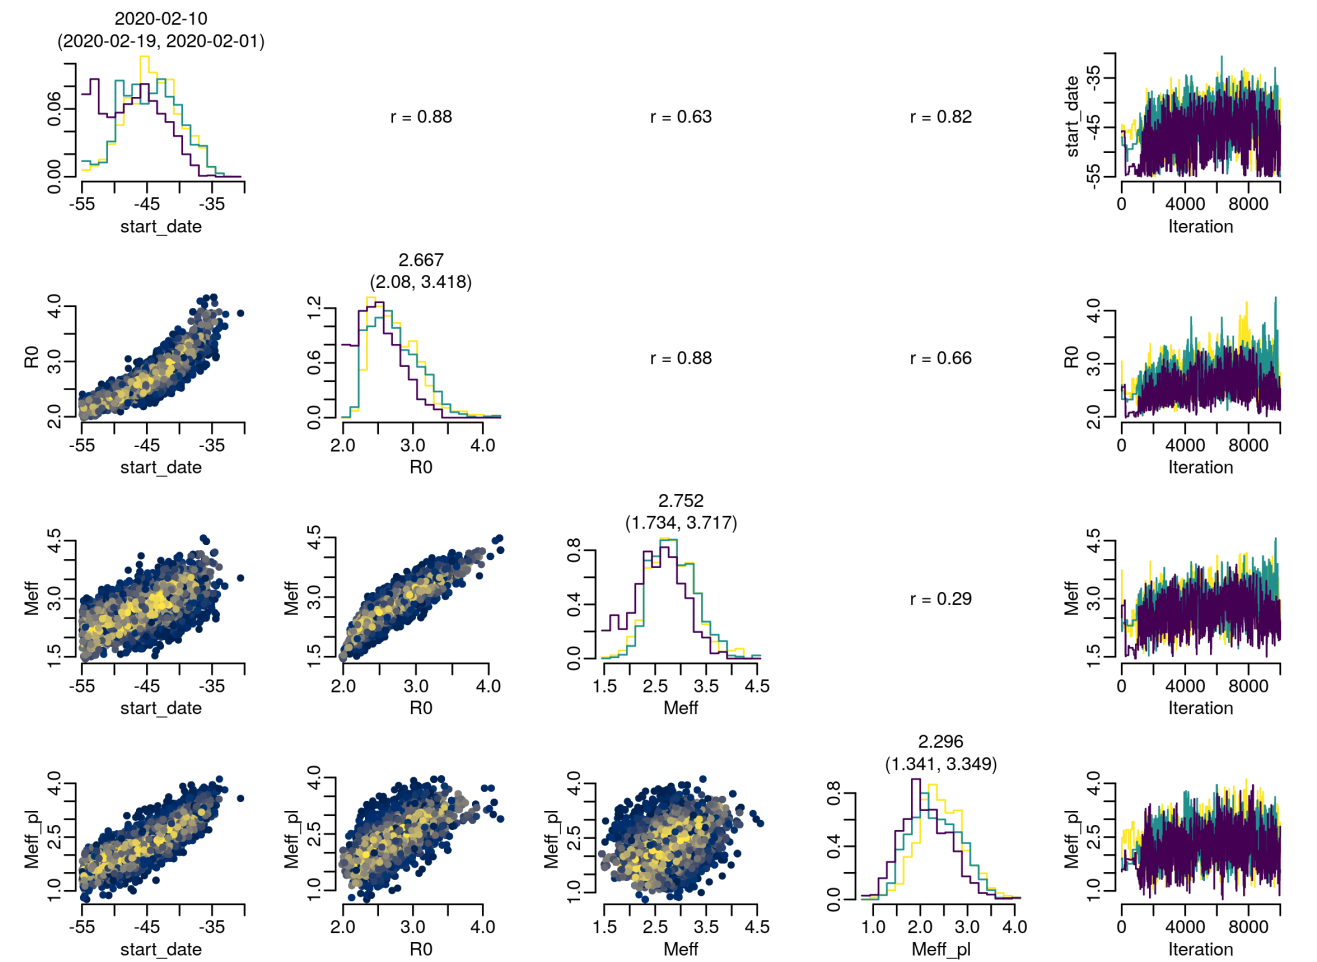 2020-02-10
(2020-02-19, 2020-02-01)
0.00 0.06
-55 -45 -35
start_date
r = 0.88
r = 0.63
r = 0.82
start_date
-55 -45 -35
0 4000 8000
Iteration
R0
2.0 3.0 4.0
-55 -45 -35
start_date
2.667
(2.08, 3.418)
0.0 0.6 1.2
2.0 3.0 4.0
R0
r = 0.88
r = 0.66
R0
2.0 3.0 4.0
0 4000 8000
Iteration
Meff
1.5 3.0 4.5
-55 -45 -35
start_date
Meff
1.5 3.0 4.5
2.0 3.0 4.0
R0
2.752
(1.734, 3.717)
0.0 0.4 0.8
1.5 2.5 3.5 4.5
Meff
r = 0.29
Meff
1.5 3.0 4.5
0 4000 8000
Iteration
Meff_pl
1.0 2.5 4.0
-55 -45 -35
start_date
Meff_pl
1.0 2.5 4.0
2.0 3.0 4.0
R0
Meff_pl
1.0 2.5 4.0
1.5 2.5 3.5 4.5
Meff
2.296
(1.341, 3.349)
0.0 0.4 0.8
1.0 2.0 3.0 4.0
Meff_pl
Meff_pl
1.0 2.5 4.0
0 4000 8000
Iteration